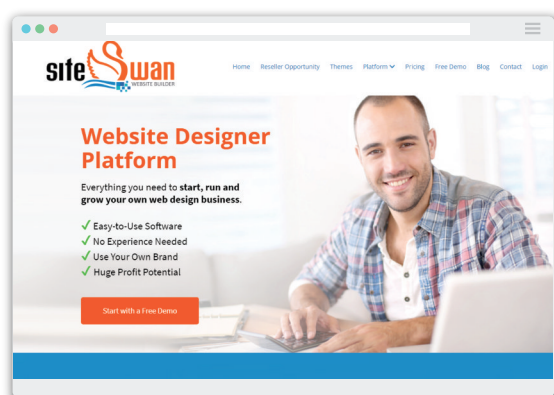 siteSwan
WEBSITE BUILDER
Home Reseller Opportunity Themes Platform Pricing Free Demo Blog Contact Login
Website Designer
Platform
Everything you need to start, run and
grow your own web design business.
Easy-to-Use Software
No Experience Needed
Use Your Own Brand
Huge Profit Potential
Start with a Free Demo